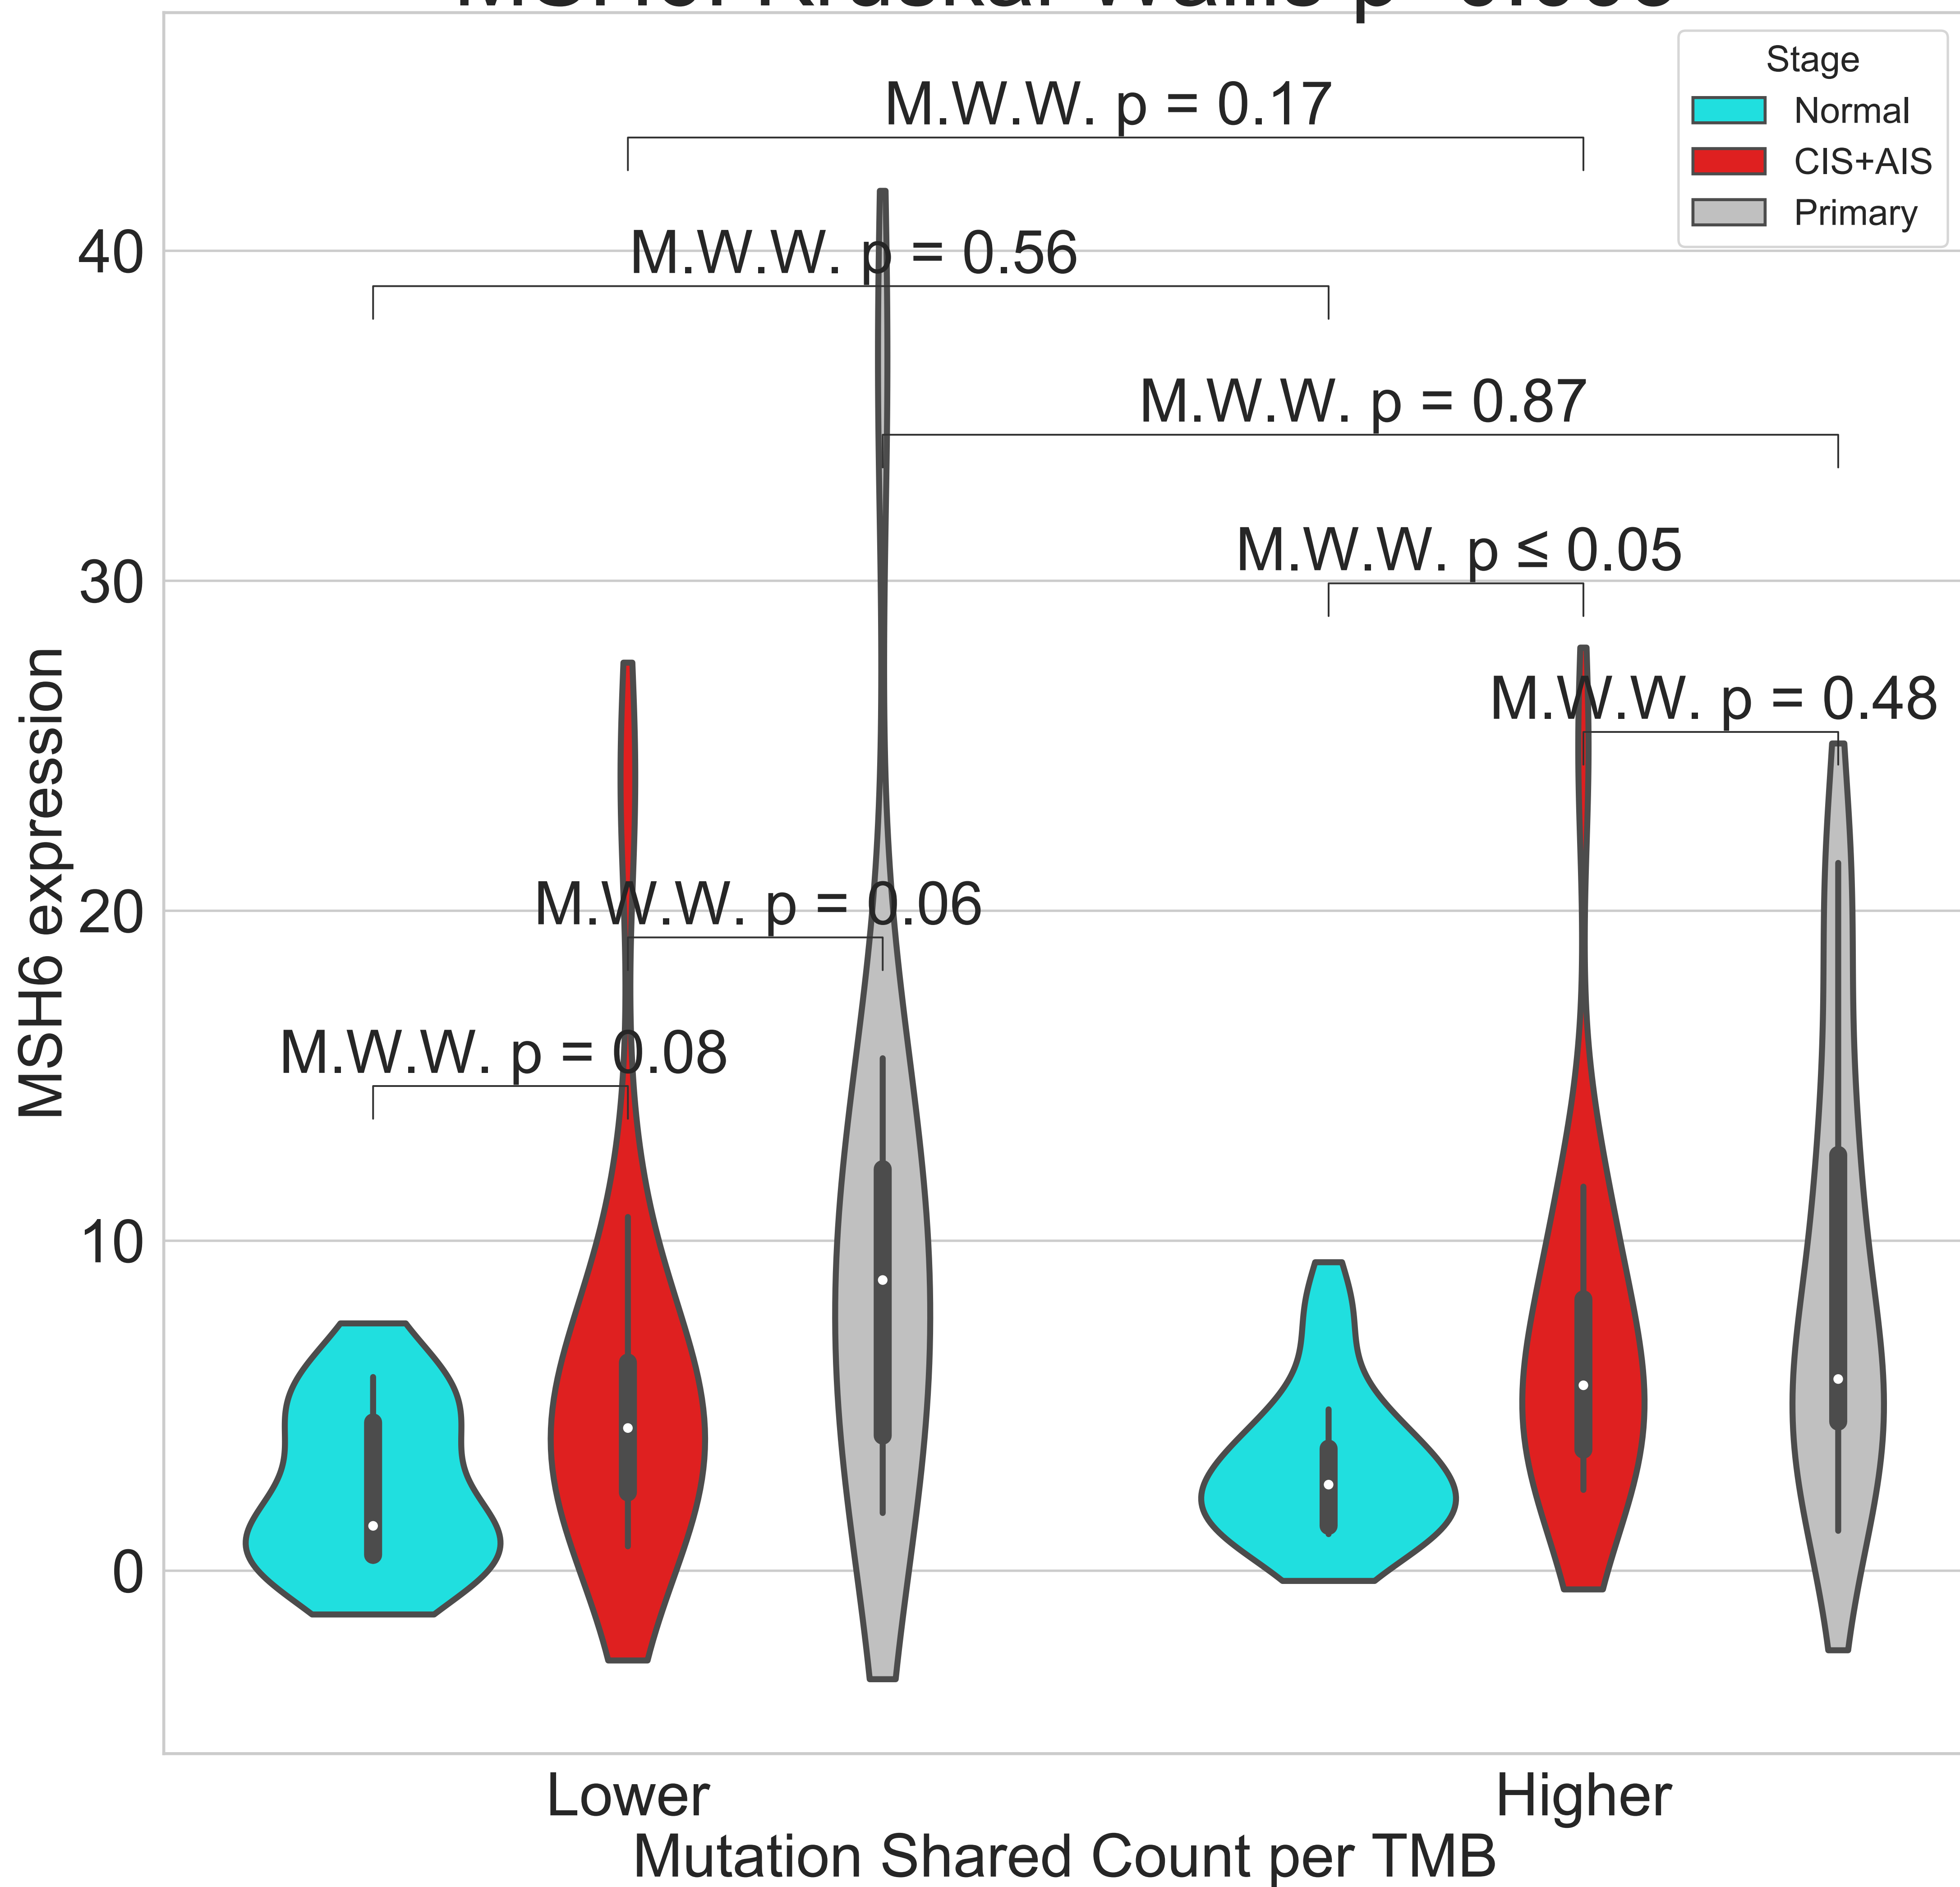 Stage
Normal
CIS+AIS
Primary
M.W.W. p = 0.17
M.W.W. p = 0.56
M.W.W. p = 0.87
M.W.W. p ≤ 0.05
M.W.W. p = 0.48
M.W.W. p = 0.06
M.W.W. p = 0.08
40
30
20
10
0
MSH6 expression
Lower
Higher
Mutation Shared Count per TMB